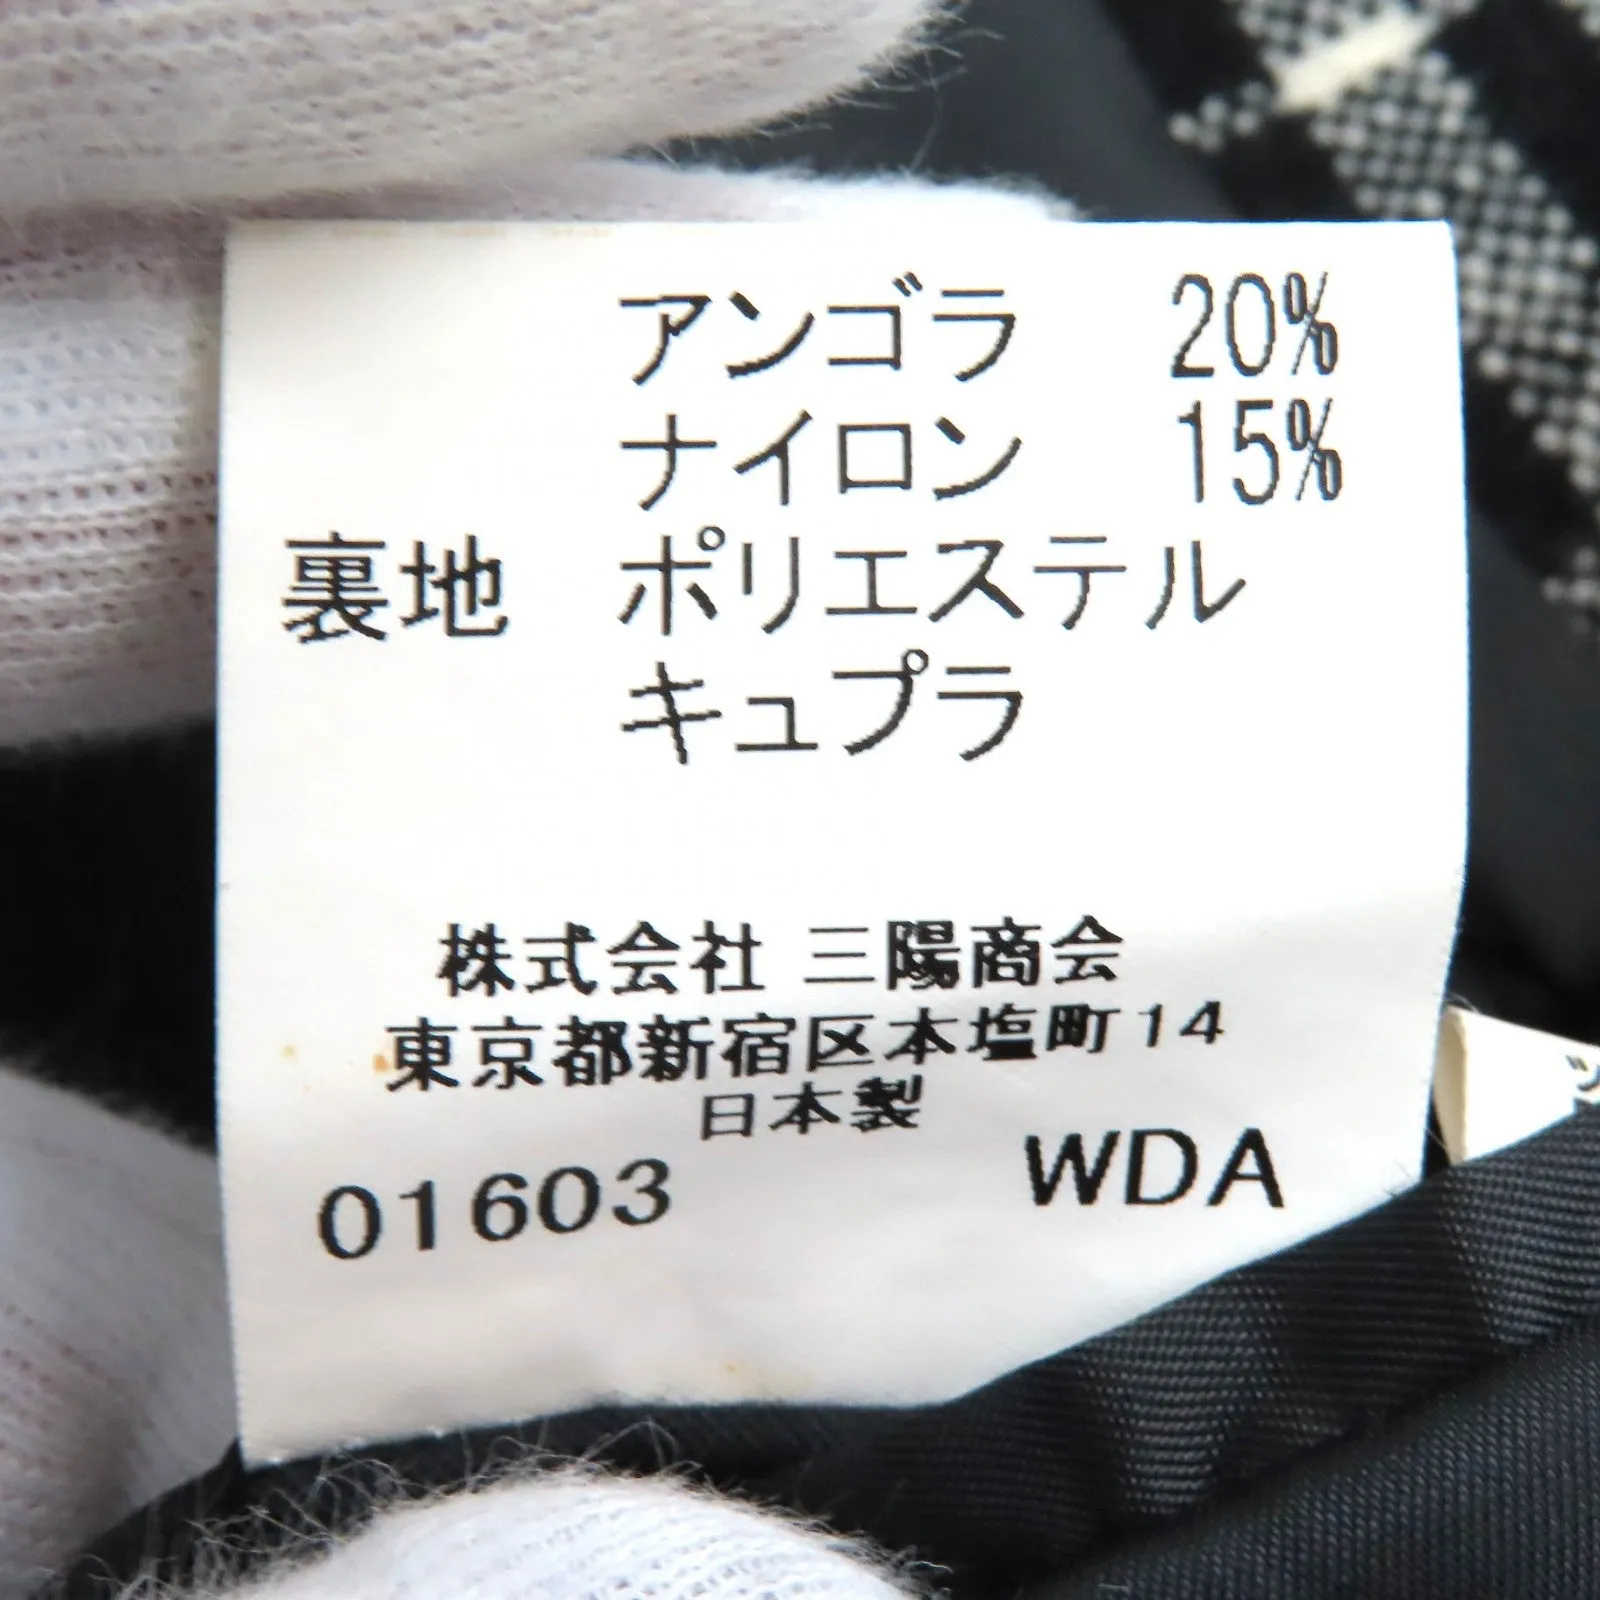 アンゴラ 20%
ナイロン 15%
裏地 ポリエステル
キュプラ
株式会社 三陽商会
東京都新宿区本塩町14
日本製
01603 WDA